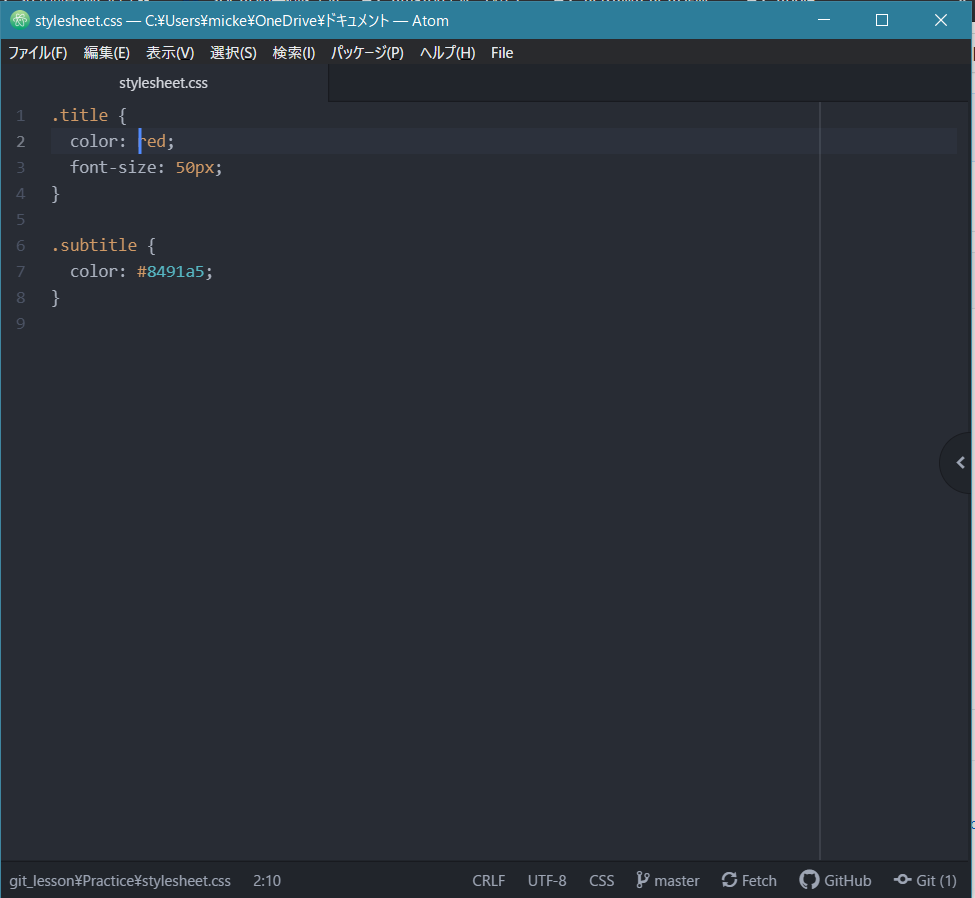 stylesheet.css — C:¥Users¥micke¥OneDrive¥ドキュメント — Atom
ファイル(F) 編集(E) 表示(V) 選択(S) 検索(I) パッケージ(P) ヘルプ(H) File
stylesheet.css
1 .title {
2 color: red;
3 font-size: 50px;
4 }
5
6 .subtitle {
7 color: #8491a5;
8 }
9
git_lesson¥Practice¥stylesheet.css 2:10 CRLF UTF-8 CSS master Fetch GitHub Git (1)